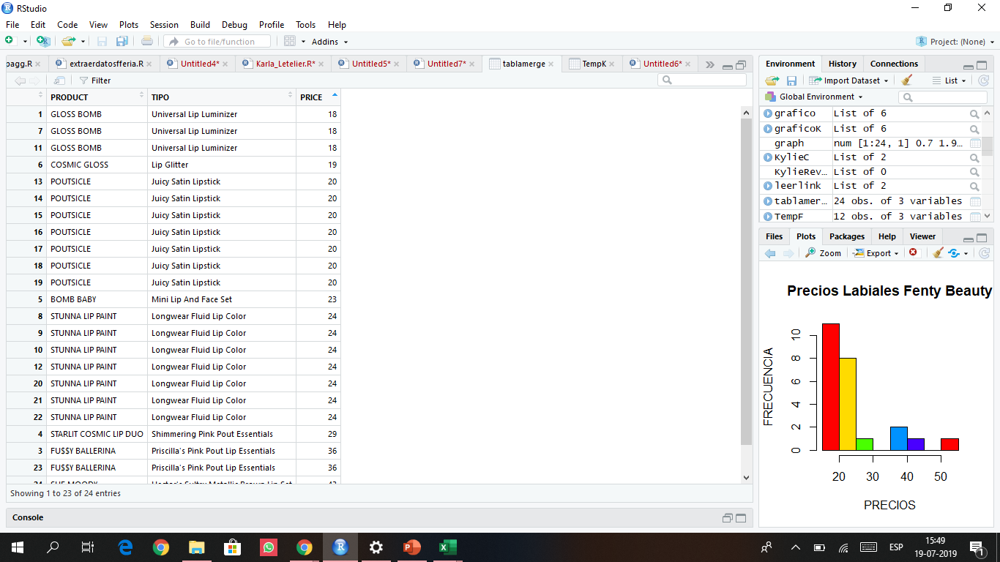 RStudio
File Edit Code View Plots Session Build Debug Profile Tools Help
Go to file/function Addins Project: (None)
pagg.R extraerdatosfferia.R Untitled4* Karla_Letelier.R* Untitled5* Untitled7* tablamerge TempK Untitled6*
Filter
PRODUCT TIPO PRICE
1 GLOSS BOMB Universal Lip Luminizer 18
7 GLOSS BOMB Universal Lip Luminizer 18
11 GLOSS BOMB Universal Lip Luminizer 18
6 COSMIC GLOSS Lip Glitter 19
13 POUTSICLE Juicy Satin Lipstick 20
14 POUTSICLE Juicy Satin Lipstick 20
15 POUTSICLE Juicy Satin Lipstick 20
16 POUTSICLE Juicy Satin Lipstick 20
17 POUTSICLE Juicy Satin Lipstick 20
18 POUTSICLE Juicy Satin Lipstick 20
19 POUTSICLE Juicy Satin Lipstick 20
5 BOMB BABY Mini Lip And Face Set 23
8 STUNNA LIP PAINT Longwear Fluid Lip Color 24
9 STUNNA LIP PAINT Longwear Fluid Lip Color 24
10 STUNNA LIP PAINT Longwear Fluid Lip Color 24
12 STUNNA LIP PAINT Longwear Fluid Lip Color 24
20 STUNNA LIP PAINT Longwear Fluid Lip Color 24
21 STUNNA LIP PAINT Longwear Fluid Lip Color 24
22 STUNNA LIP PAINT Longwear Fluid Lip Color 24
4 STARLIT COSMIC LIP DUO Shimmering Pink Pout Essentials 29
3 FU$$Y BALLERINA Priscilla's Pink Pout Lip Essentials 36
23 FU$$Y BALLERINA Priscilla's Pink Pout Lip Essentials 36
Showing 1 to 23 of 24 entries
Console
Environment History Connections
Import Dataset List
Global Environment
grafico List of 6
graficoK List of 6
graph num [1:24, 1] 0.7 1.9…
KylieC List of 2
KylieRev… List of 0
leerlink List of 2
tablamer… 24 obs. of 3 variables
TempF 12 obs. of 3 variables
Files Plots Packages Help Viewer
Zoom Export
Precios Labiales Fenty Beauty
FRECUENCIA
10
8
6
4
2
0
20 30 40 50
PRECIOS
ESP
15:49
19-07-2019
1